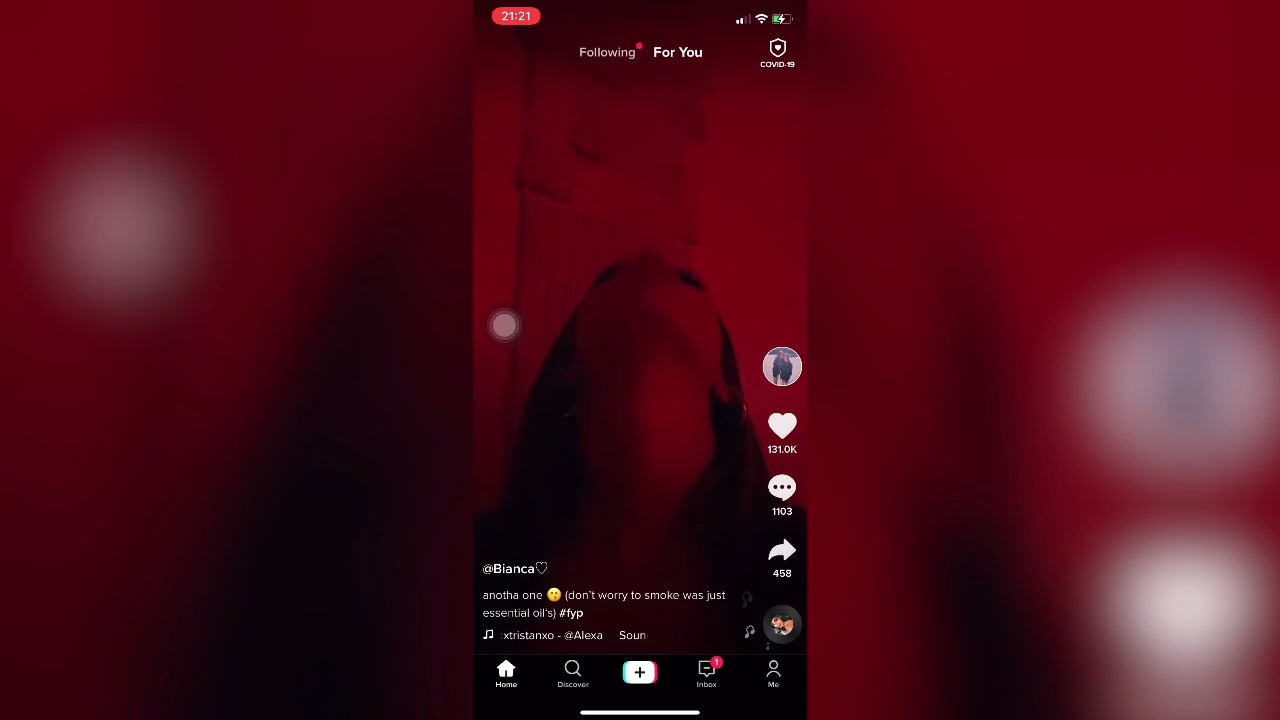 21:21
Following
For You
COVID-19
131.0K
1103
458
@Bianca♡
anotha one 🤭 (don't worry to smoke was just
essential oil's) #fyp
xtristanxo - @Alexa Soun
Home
Discover
1
Inbox
Me